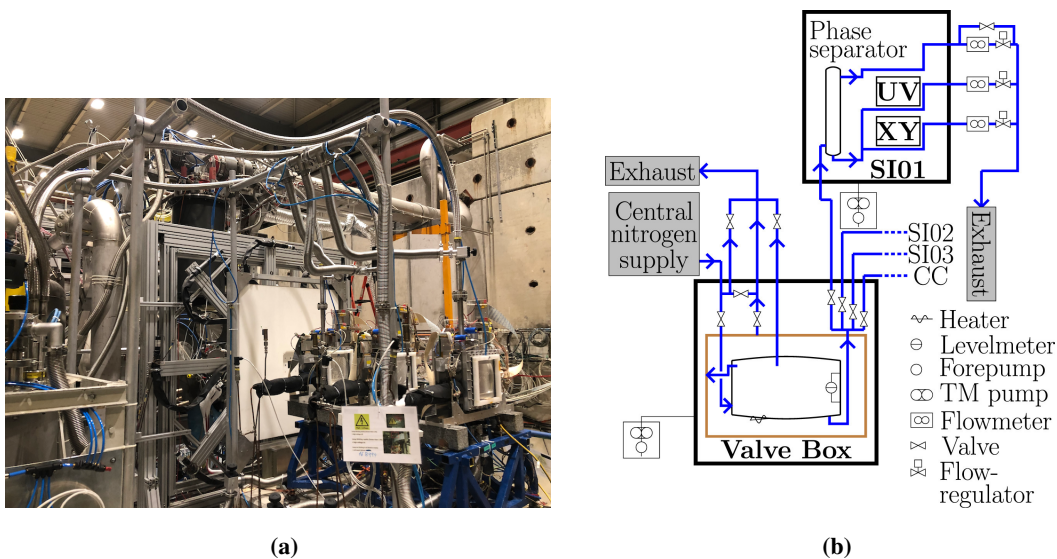 Phase
separator
UV
XY
SI01
Exhaust
Central
nitrogen
supply
Exhaust
SI02
SI03
CC
Heater
Levelmeter
Forepump
TM pump
Flowmeter
Valve
Flow-
regulator
Valve Box
(a)
(b)